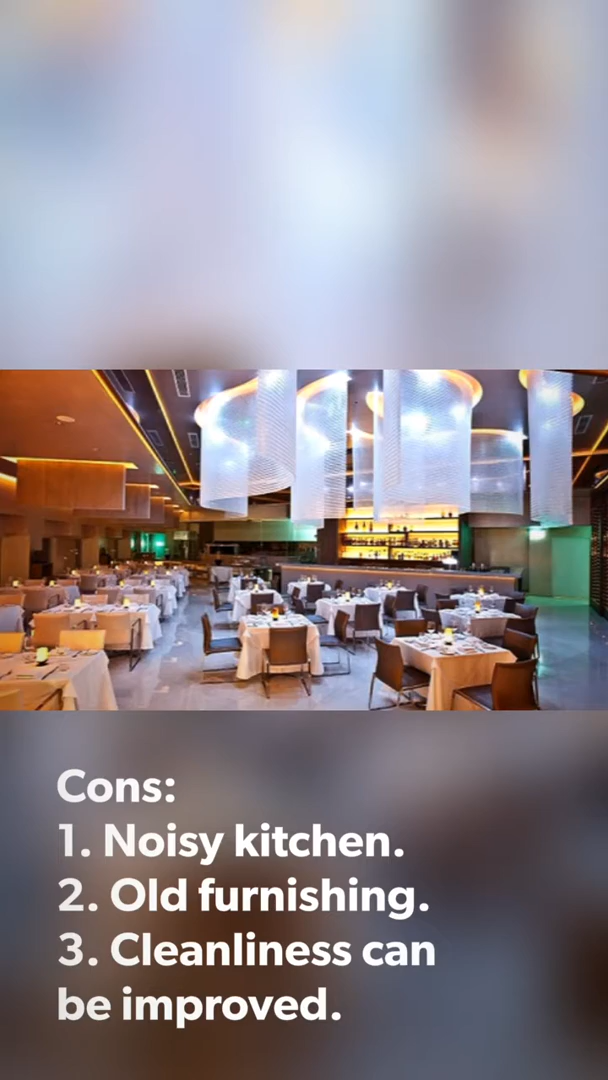 Cons:
1. Noisy kitchen.
2. Old furnishing.
3. Cleanliness can
be improved.